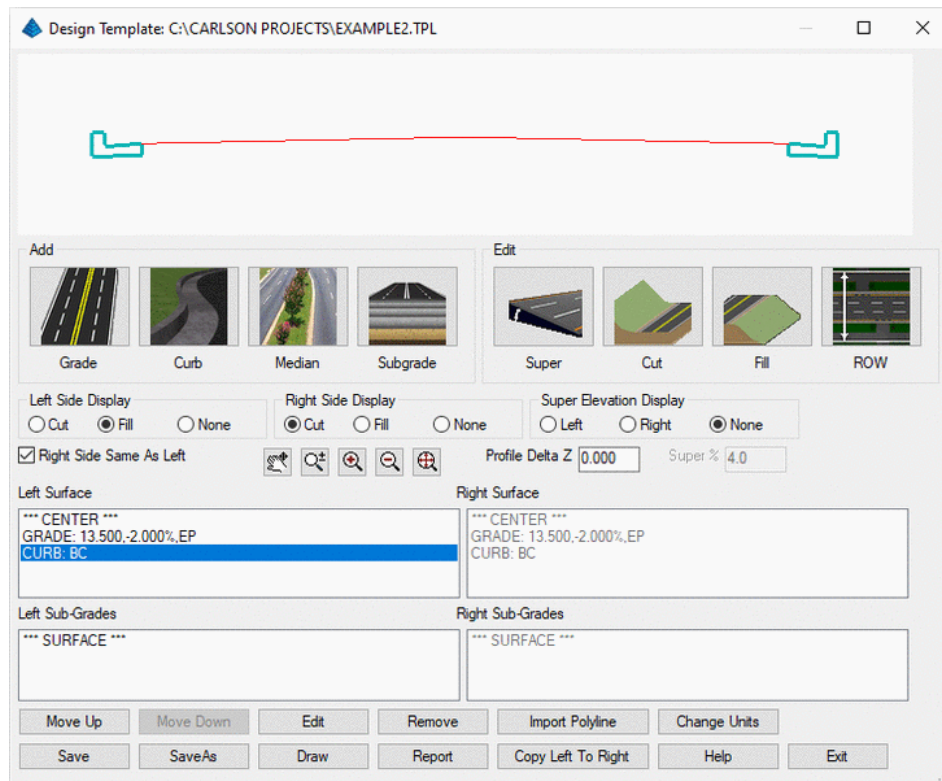 Design Template: C:\CARLSON PROJECTS\EXAMPLE2.TPL
Add
Edit
Grade Curb Median Subgrade Super Cut Fill ROW
Left Side Display
Right Side Display
Super Elevation Display
Cut Fill None
Cut Fill None
Left Right None
Right Side Same As Left
Profile Delta Z 0.000
Super % 4.0
Left Surface
Right Surface
*** CENTER ***
GRADE: 13.500,-2.000%,EP
CURB: BC
*** CENTER ***
GRADE: 13.500,-2.000%,EP
CURB: BC
Left Sub-Grades
Right Sub-Grades
*** SURFACE ***
*** SURFACE ***
Move Up Move Down Edit Remove Import Polyline Change Units
Save SaveAs Draw Report Copy Left To Right Help Exit